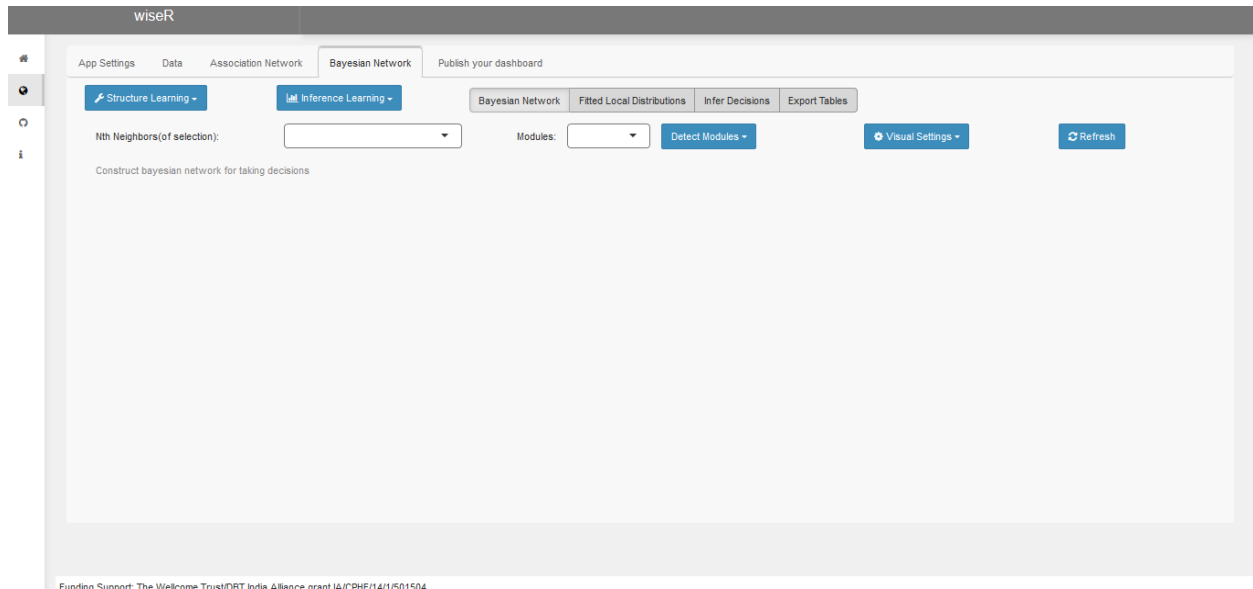 wiseR
App Settings Data Association Network Bayesian Network Publish your dashboard
Structure Learning Inference Learning Bayesian Network Fitted Local Distributions Infer Decisions Export Tables
Nth Neighbors(of selection): Modules: Detect Modules Visual Settings Refresh
Construct bayesian network for taking decisions
Funding Support: The Wellcome Trust/DBT India Alliance grant IA/CPHE/14/1/501504